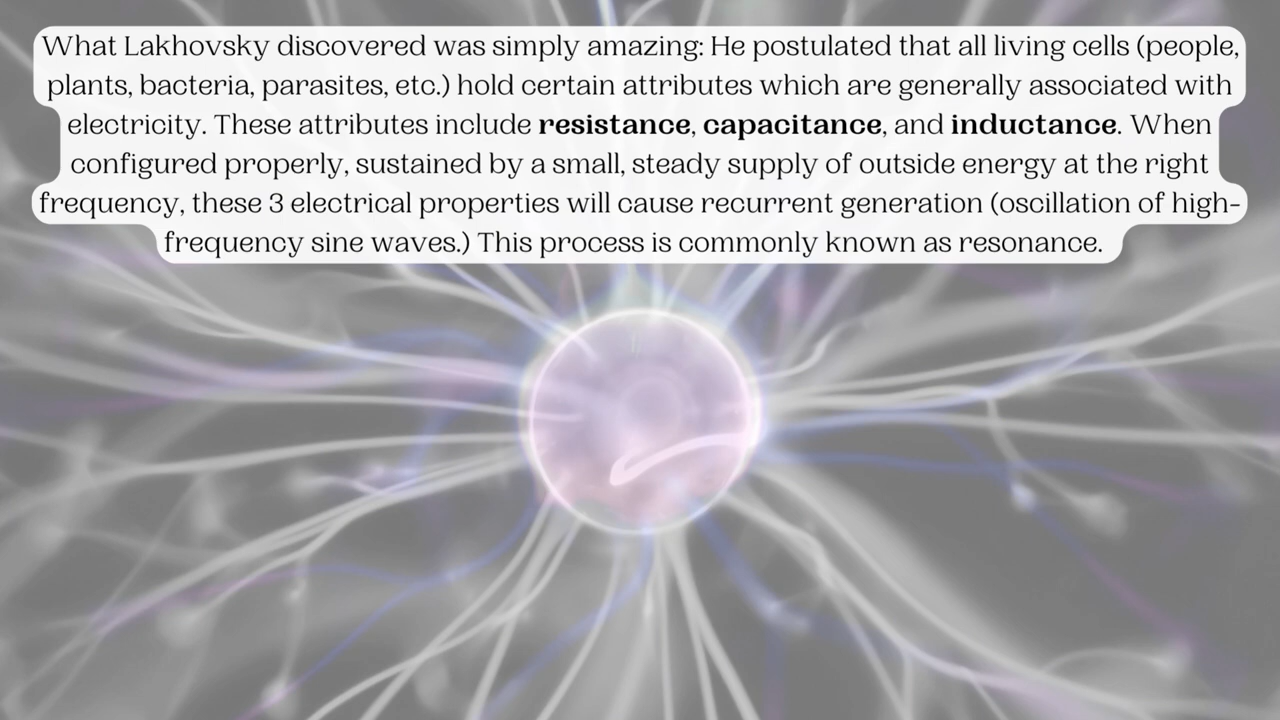 What Lakhovsky discovered was simply amazing: He postulated that all living cells (people,
plants, bacteria, parasites, etc.) hold certain attributes which are generally associated with
electricity. These attributes include resistance, capacitance, and inductance. When
configured properly, sustained by a small, steady supply of outside energy at the right
frequency, these 3 electrical properties will cause recurrent generation (oscillation of high-
frequency sine waves.) This process is commonly known as resonance.